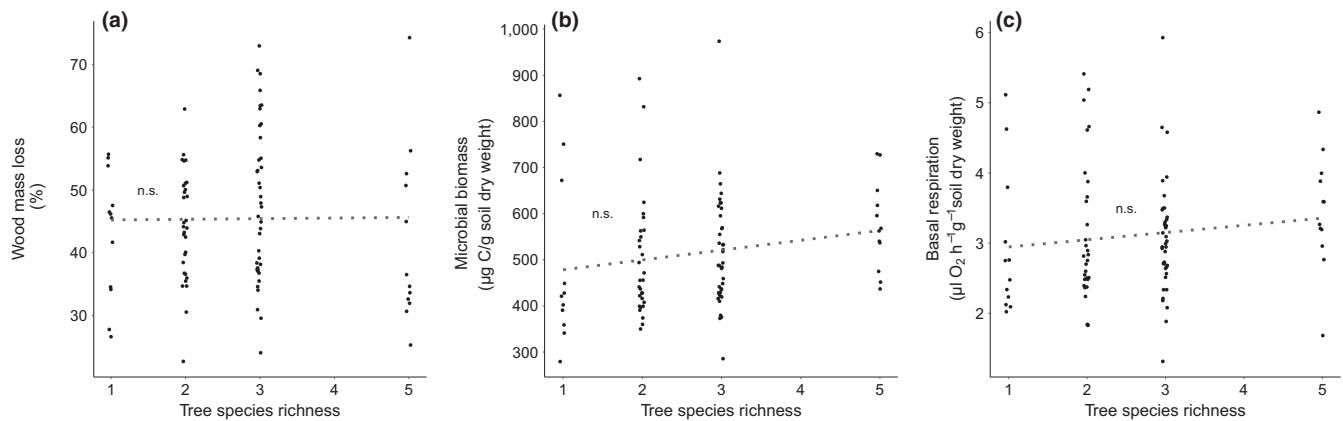 (a)
Wood mass loss
(%)
70
60
50
40
30
n.s.
1 2 3 4 5
Tree species richness
(b)
Microbial biomass
(µg C/g soil dry weight)
1,000
900
800
700
600
500
400
300
n.s.
1 2 3 4 5
Tree species richness
(c)
Basal respiration
(µl O₂ h⁻¹g⁻¹soil dry weight)
6
5
4
3
2
n.s.
1 2 3 4 5
Tree species richness